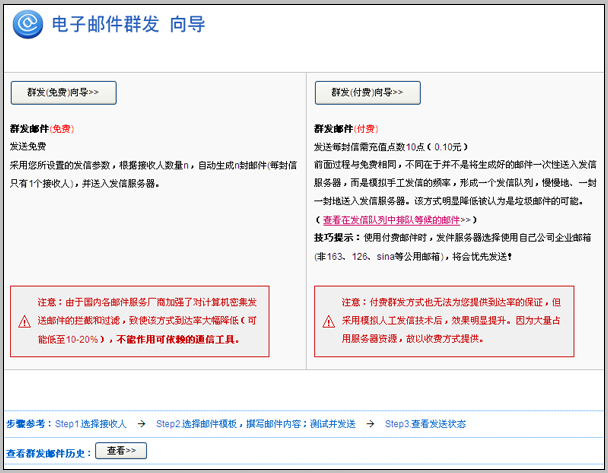 电子邮件群发 向导
群发(免费)向导>>
群发邮件(免费)
发送免费
采用您所设置的发信参数，根据接收人数量n，自动生成n封邮件(每封信
只有1个接收人)，并送入发信服务器。
注意：由于国内各邮件服务厂商加强了对计算机密集发
送邮件的拦截和过滤，致使该方式到达率大幅降低（可
能低至10-20%），不能作用可依赖的通信工具。
群发(付费)向导>>
群发邮件(付费)
发送每封信需充值点数10点（0.10元）
前面过程与免费相同，不同在于并不是将生成好的邮件一次性送入发信
服务器，而是模拟手工发信的频率，形成一个发信队列，慢慢地、一封
一封地送入发信服务器。该方式明显降低被认为是垃圾邮件的可能。
（查看在发信队列中排队等候的邮件>>）
技巧提示：使用付费邮件时，发件服务器选择使用自己公司企业邮箱
(非163、126、sina等公用邮箱)，将会优先发送!
注意：付费群发方式也无法为您提供到达率的保证，但
采用模拟人工发信技术后，效果明显提升。因为大量占
用服务器资源，故以收费方式提供。
步骤参考：Step1.选择接收人 → Step2.选择邮件模板，撰写邮件内容；测试并发送 → Step3.查看发送状态
查看群发邮件历史： 查看>>